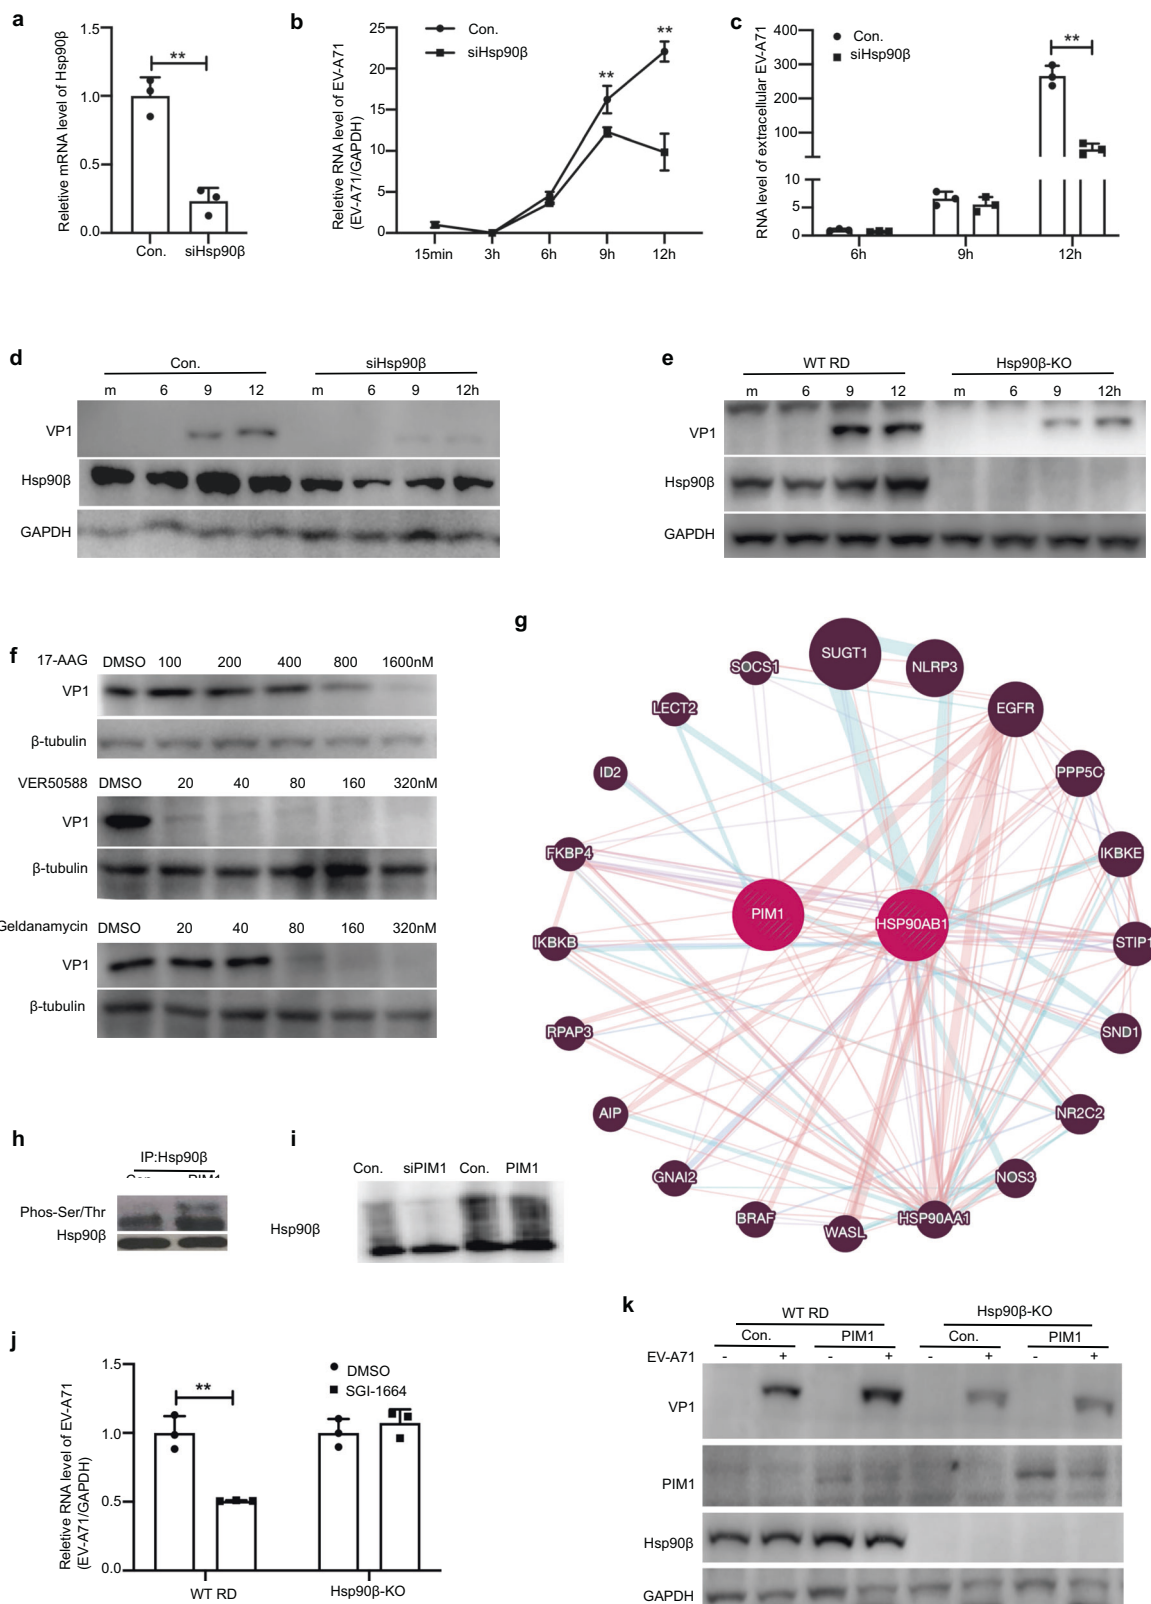 a
Reletive mRNA level of Hsp90β
1.5
1.0
0.5
0.0
**
Con. siHsp90β
b
Reletive RNA level of EV-A71
(EV-A71/GAPDH)
25
20
15
10
5
0
Con.
siHsp90β
**
**
15min 3h 6h 9h 12h
c
RNA level of extracellular EV-A71
400
300
200
100
10
5
0
Con.
siHsp90β
**
6h 9h 12h
d
Con. siHsp90β
m 6 9 12 m 6 9 12h
VP1
Hsp90β
GAPDH
e
WT RD Hsp90β-KO
m 6 9 12 m 6 9 12h
VP1
Hsp90β
GAPDH
f
17-AAG DMSO 100 200 400 800 1600nM
VP1
β-tubulin
VER50588 DMSO 20 40 80 160 320nM
VP1
β-tubulin
Geldanamycin DMSO 20 40 80 160 320nM
VP1
β-tubulin
g
SUGT1
NLRP3
SOCS1
EGFR
LECT2
PPP5C
ID2
IKBKE
FKBP4
PIM1
HSP90AB1
STIP1
IKBKB
SND1
RPAP3
NR2C2
AIP
NOS3
GNAI2
HSP90AA1
BRAF
WASL
h
IP:Hsp90β
Con. PIM1
Phos-Ser/Thr
Hsp90β
i
Con. siPIM1 Con. PIM1
Hsp90β
j
Reletive RNA level of EV-A71
(EV-A71/GAPDH)
1.5
1.0
0.5
0.0
**
DMSO
SGI-1664
WT RD Hsp90β-KO
k
WT RD Hsp90β-KO
Con. PIM1 Con. PIM1
EV-A71 - + - + - + - +
VP1
PIM1
Hsp90β
GAPDH